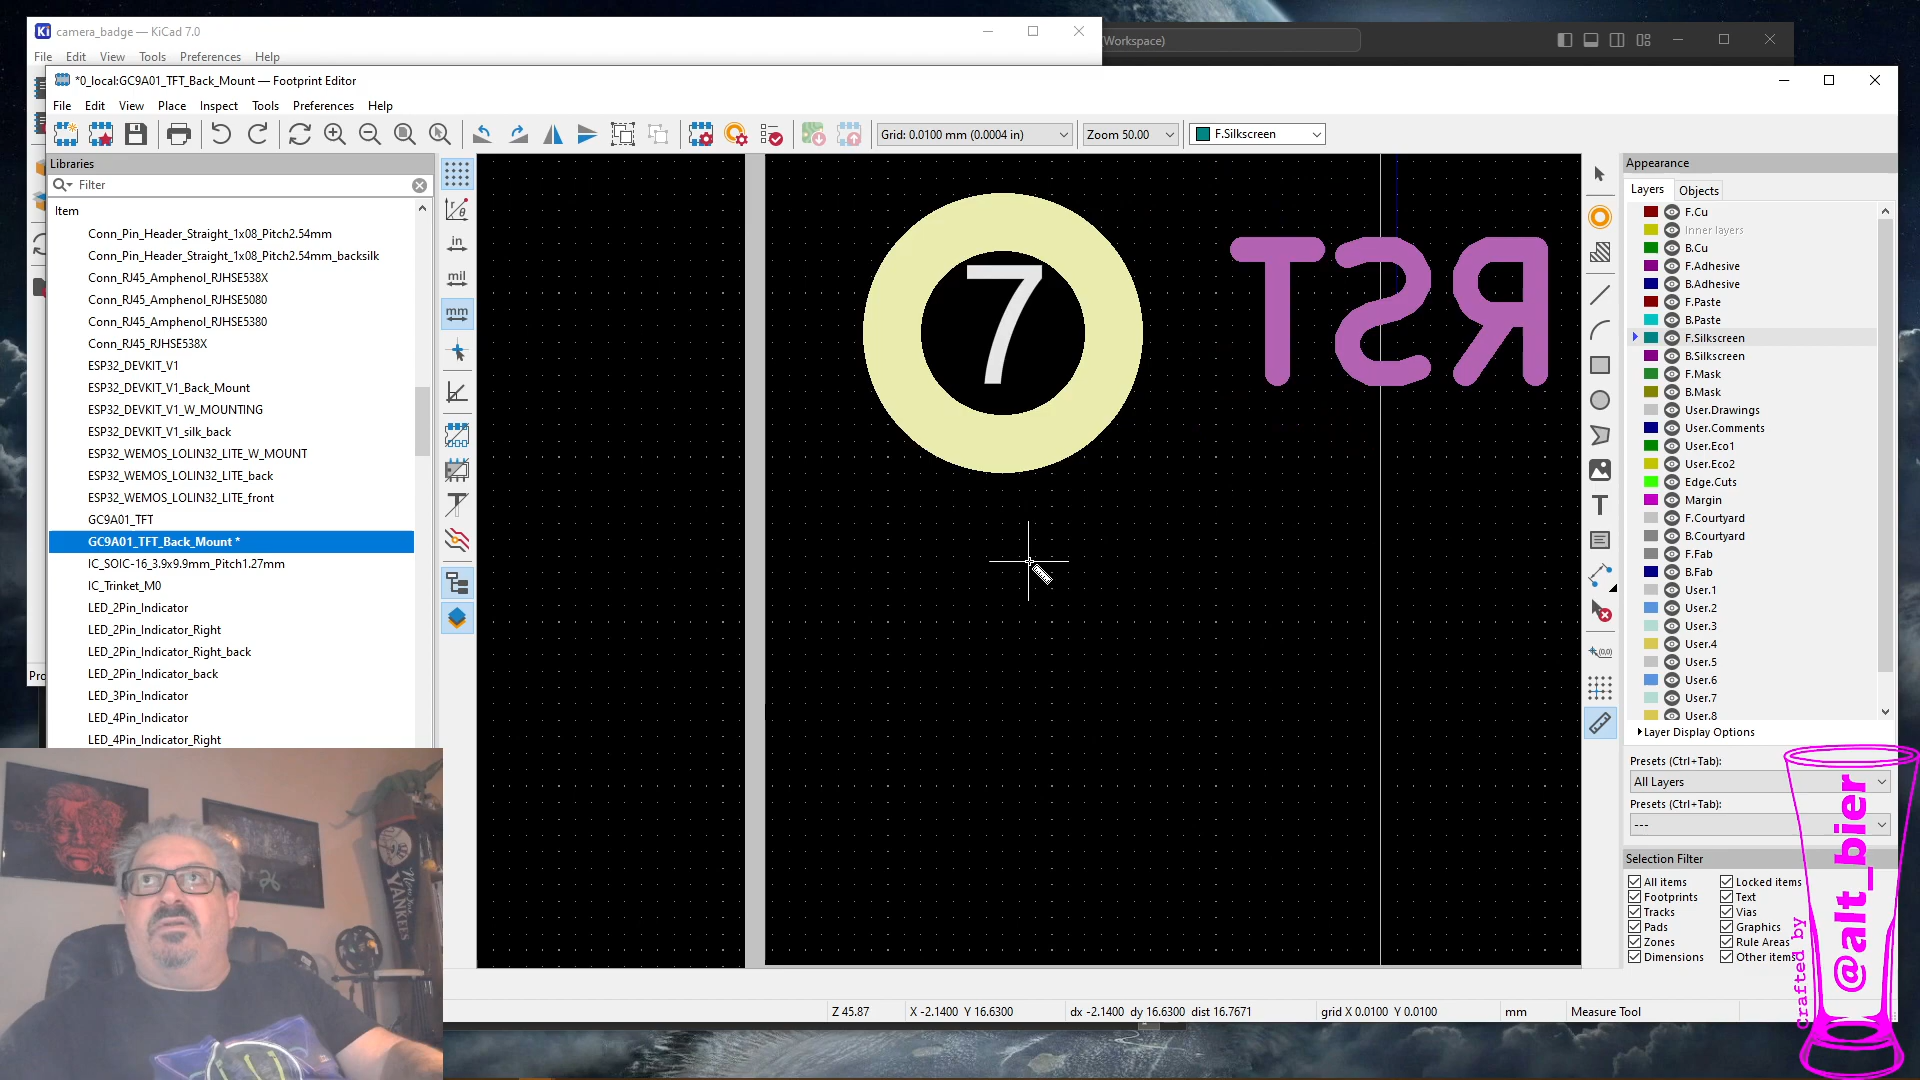 camera_badge — KiCad 7.0
(Workspace)
File Edit View Tools Preferences Help
*0_local:GC9A01_TFT_Back_Mount — Footprint Editor
File Edit View Place Inspect Tools Preferences Help
Grid: 0.0100 mm (0.0004 in)
Zoom 50.00
F.Silkscreen
Libraries
Filter
Item
Conn_Pin_Header_Straight_1x08_Pitch2.54mm
Conn_Pin_Header_Straight_1x08_Pitch2.54mm_backsilk
Conn_RJ45_Amphenol_RJHSE538X
Conn_RJ45_Amphenol_RJHSE5080
Conn_RJ45_Amphenol_RJHSE5380
Conn_RJ45_RJHSE538X
ESP32_DEVKIT_V1
ESP32_DEVKIT_V1_Back_Mount
ESP32_DEVKIT_V1_W_MOUNTING
ESP32_DEVKIT_V1_silk_back
ESP32_WEMOS_LOLIN32_LITE_W_MOUNT
ESP32_WEMOS_LOLIN32_LITE_back
ESP32_WEMOS_LOLIN32_LITE_front
GC9A01_TFT
GC9A01_TFT_Back_Mount *
IC_SOIC-16_3.9x9.9mm_Pitch1.27mm
IC_Trinket_M0
LED_2Pin_Indicator
LED_2Pin_Indicator_Right
LED_2Pin_Indicator_Right_back
LED_2Pin_Indicator_back
LED_3Pin_Indicator
LED_4Pin_Indicator
LED_4Pin_Indicator_Right
Pro
in
mil
mm
7
RST
Appearance
Layers Objects
F.Cu
Inner layers
B.Cu
F.Adhesive
B.Adhesive
F.Paste
B.Paste
F.Silkscreen
B.Silkscreen
F.Mask
B.Mask
User.Drawings
User.Comments
User.Eco1
User.Eco2
Edge.Cuts
Margin
F.Courtyard
B.Courtyard
F.Fab
B.Fab
User.1
User.2
User.3
User.4
User.5
User.6
User.7
User.8
Layer Display Options
Presets (Ctrl+Tab):
All Layers
Presets (Ctrl+Tab):
---
Selection Filter
All items Locked items
Footprints Text
Tracks Vias
Pads Graphics
Zones Rule Areas
Dimensions Other items
Z 45.87
X -2.1400 Y 16.6300
dx -2.1400 dy 16.6300 dist 16.7671
grid X 0.0100 Y 0.0100
mm
Measure Tool
YANKEES
Crafted by
@alt_bier